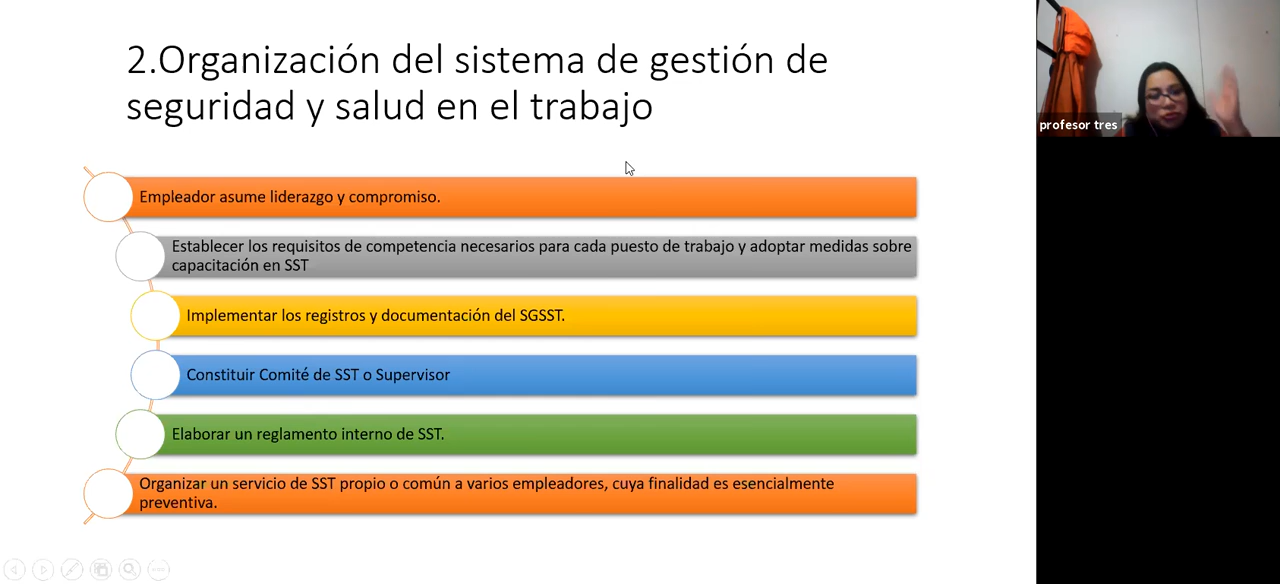 2.Organización del sistema de gestión de
seguridad y salud en el trabajo
profesor tres
Empleador asume liderazgo y compromiso.
Establecer los requisitos de competencia necesarios para cada puesto de trabajo y adoptar medidas sobre
capacitación en SST
Implementar los registros y documentación del SGSST.
Constituir Comité de SST o Supervisor
Elaborar un reglamento interno de SST.
Organizar un servicio de SST propio o común a varios empleadores, cuya finalidad es esencialmente
preventiva.